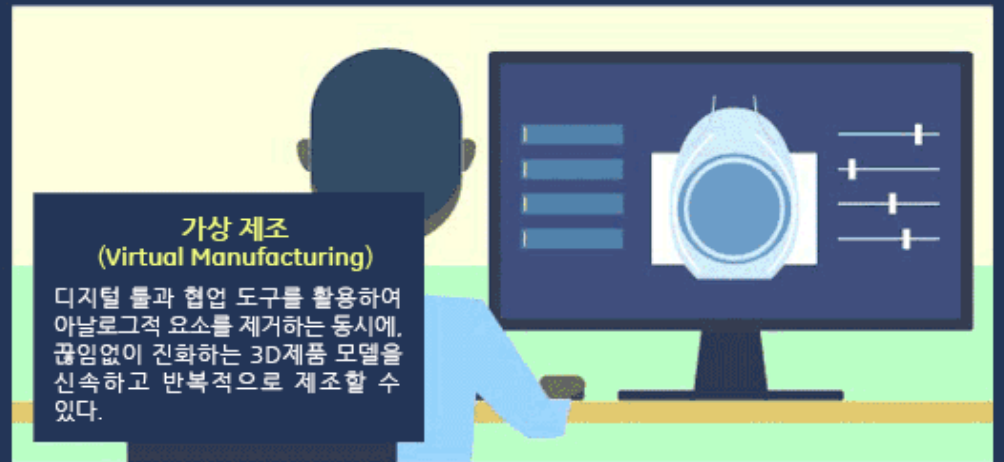 가상 제조
(Virtual Manufacturing)
디지털 툴과 협업 도구를 활용하여
아날로그적 요소를 제거하는 동시에,
끊임없이 진화하는 3D제품 모델을
신속하고 반복적으로 제조할 수
있다.